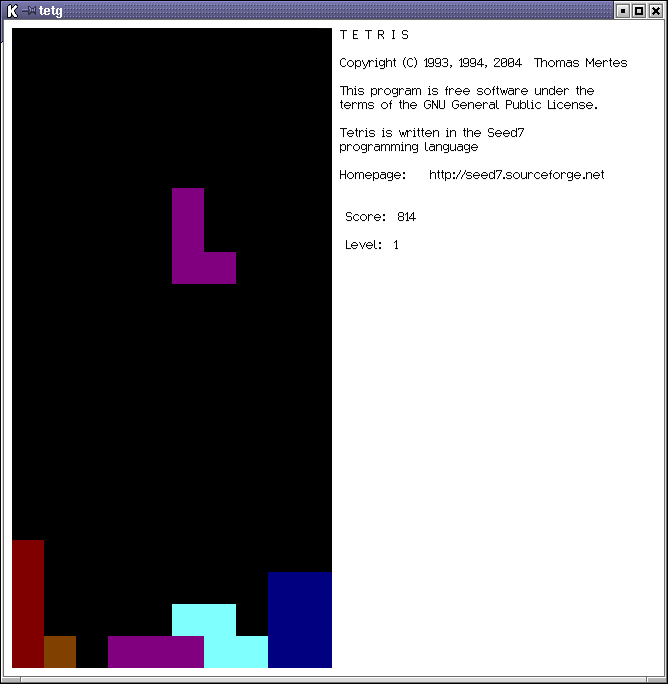 tetg
T E T R I S
Copyright (C) 1993, 1994, 2004 Thomas Mertes
This program is free software under the
terms of the GNU General Public License.
Tetris is written in the Seed7
programming language
Homepage: http://seed7.sourceforge.net
Score: 814
Level: 1